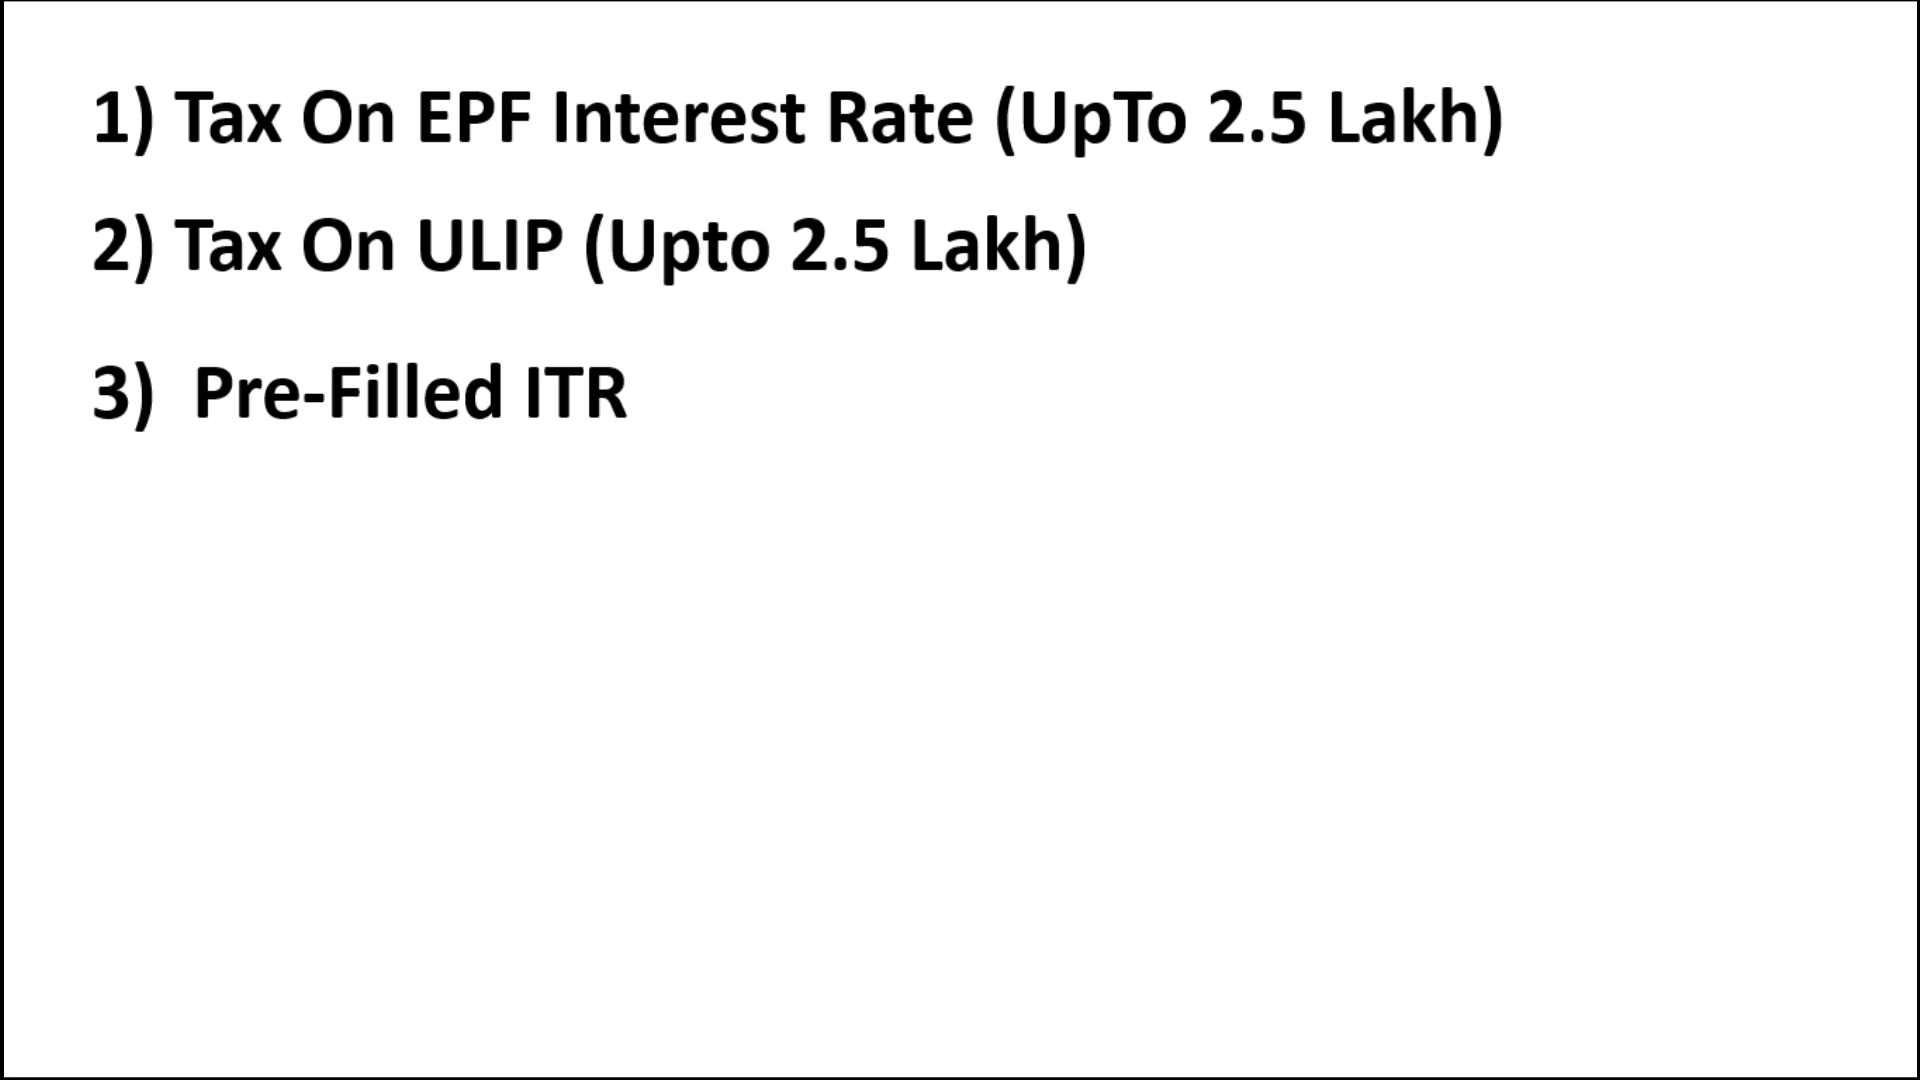 1) Tax On EPF Interest Rate (UpTo 2.5 Lakh)
2) Tax On ULIP (Upto 2.5 Lakh)
3) Pre-Filled ITR